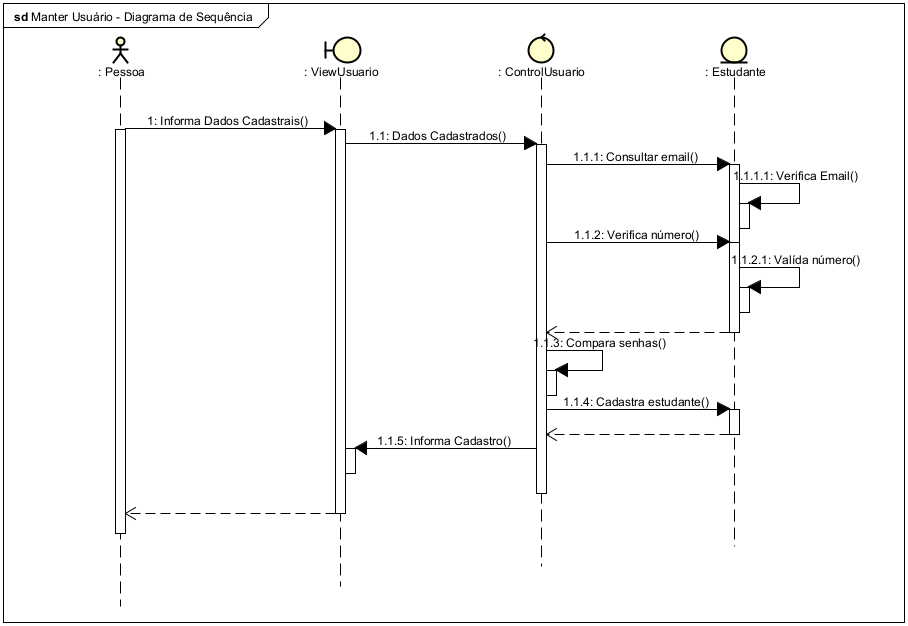 sd Manter Usuário - Diagrama de Sequência
: Pessoa
: ViewUsuario
: ControlUsuario
: Estudante
1: Informa Dados Cadastrais()
1.1: Dados Cadastrados()
1.1.1: Consultar email()
1.1.1.1: Verifica Email()
1.1.2: Verifica número()
1.1.2.1: Valída número()
1.1.3: Compara senhas()
1.1.4: Cadastra estudante()
1.1.5: Informa Cadastro()